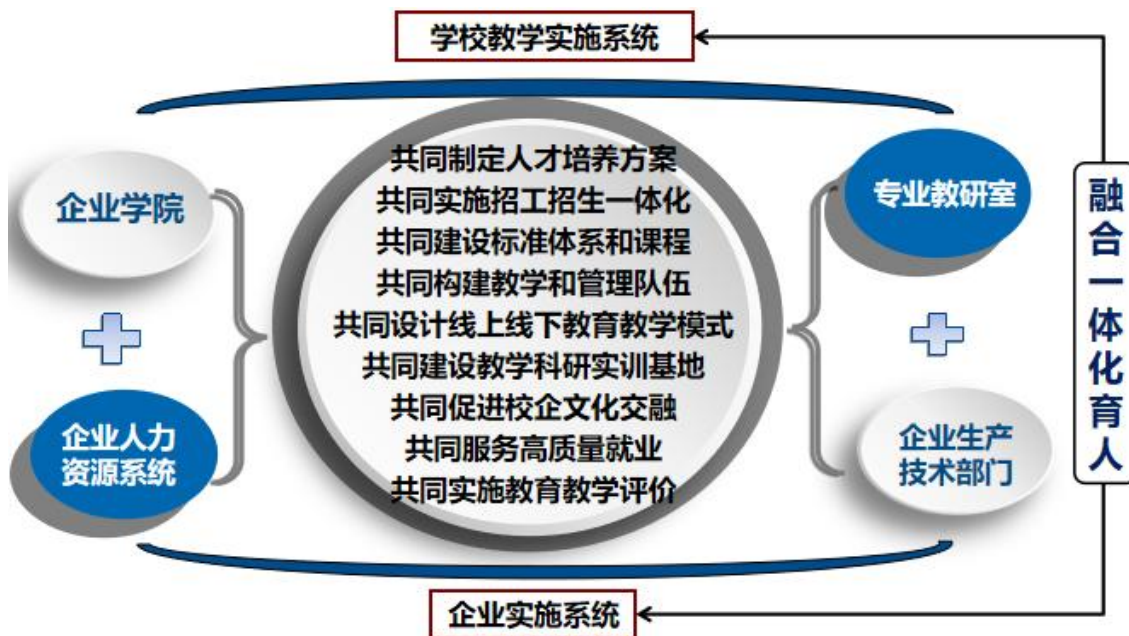 学校教学实施系统
企业学院
企业人力
资源系统
共同制定人才培养方案
共同实施招工招生一体化
共同建设标准体系和课程
共同构建教学和管理队伍
共同设计线上线下教育教学模式
共同建设教学科研实训基地
共同促进校企文化交融
共同服务高质量就业
共同实施教育教学评价
专业教研室
企业生产
技术部门
融合一体化育人
企业实施系统